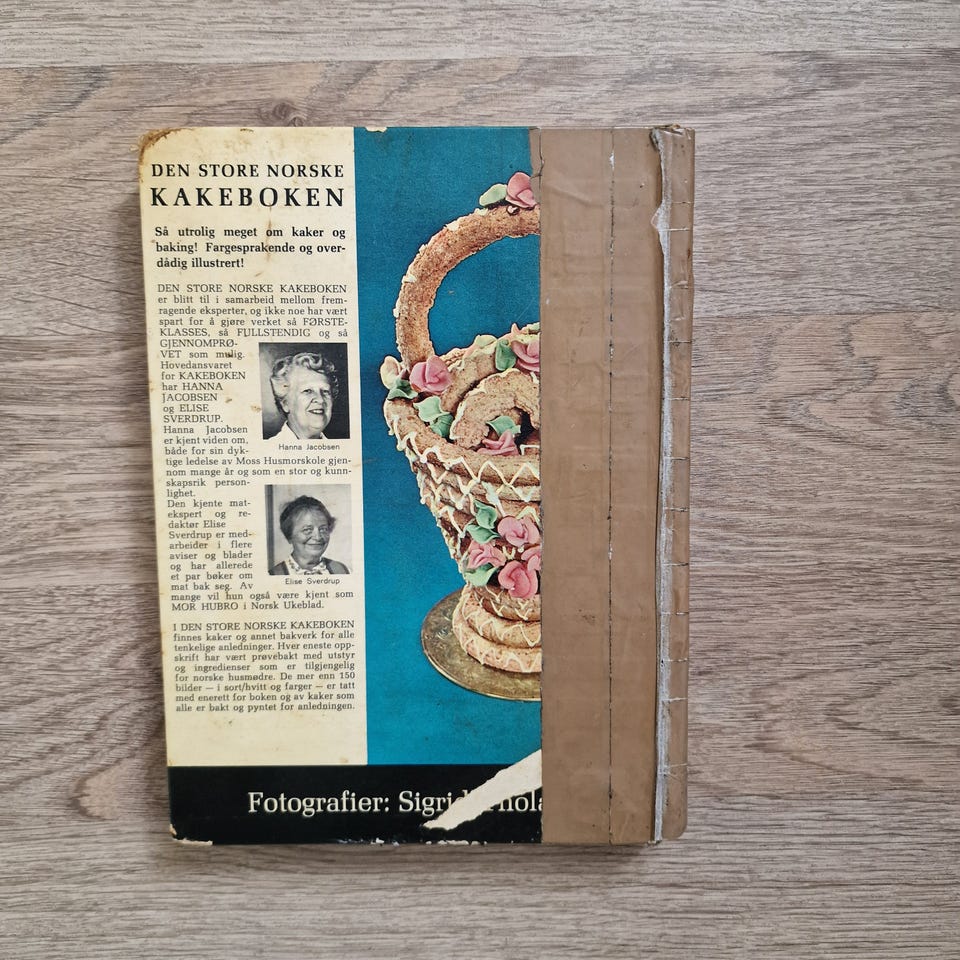 DEN STORE NORSKE
KAKEBOKEN
Så utrolig meget om kaker og
baking! Fargesprakende og over-
dådig illustrert!
DEN STORE NORSKE KAKEBOKEN
er blitt til i samarbeid mellom frem-
ragende eksperter, og ikke noe har vært
spart for å gjøre verket så FØRSTE-
KLASSES, så FULLSTENDIG og så
GJENNOMPRØ-
VET som mulig.
Hovedansvaret
for KAKEBOKEN
har HANNA
JACOBSEN
og ELISE
SVERDRUP.
Hanna Jacobsen
er kjent viden om,
både for sin dyk-
tige ledelse av Moss Husmorskole gjen-
nom mange år og som en stor og kunn-
skapsrik person-
lighet.
Den kjente mat-
ekspert og re-
daktør Elise
Sverdrup er med-
arbeider i flere
aviser og blader
og har allerede
et par bøker om
mat bak seg. Av
mange vil hun også være kjent som
MOR HUBRO i Norsk Ukeblad.
Hanna Jacobsen
Elise Sverdrup
I DEN STORE NORSKE KAKEBOKEN
finnes kaker og annet bakverk for alle
tenkelige anledninger. Hver eneste opp-
skrift har vært prøvebakt med utstyr
og ingredienser som er tilgjengelig
for norske husmødre. De mer enn 150
bilder — i sort/hvitt og farger — er tatt
med enerett for boken og av kaker som
alle er bakt og pyntet for anledningen.
Fotografier: Sigrid